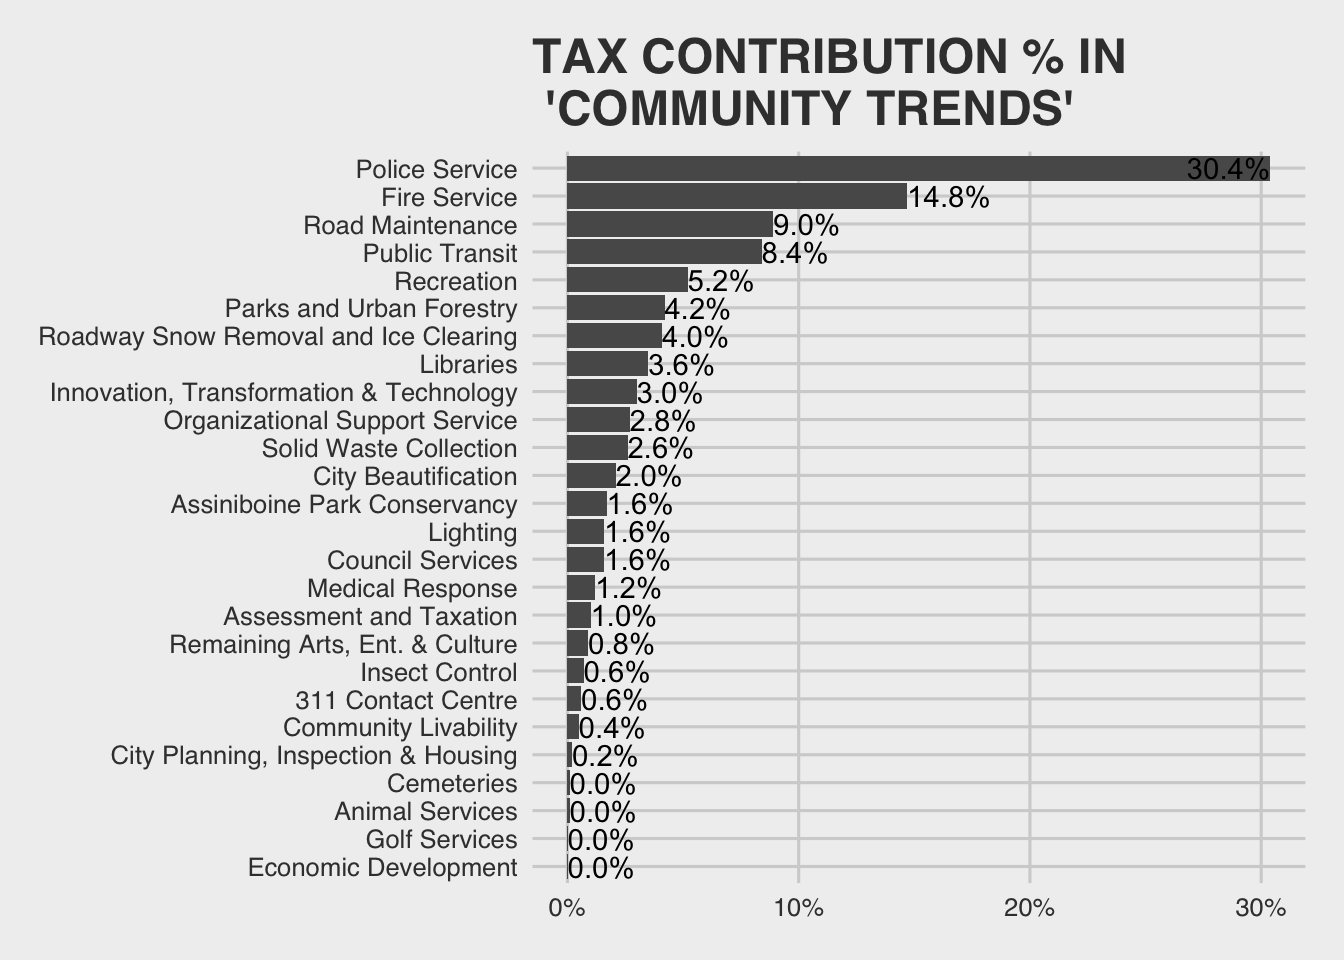 TAX CONTRIBUTION % IN
'COMMUNITY TRENDS'
Police Service 30.4%
Fire Service 14.8%
Road Maintenance 9.0%
Public Transit 8.4%
Recreation 5.2%
Parks and Urban Forestry 4.2%
Roadway Snow Removal and Ice Clearing 4.0%
Libraries 3.6%
Innovation, Transformation & Technology 3.0%
Organizational Support Service 2.8%
Solid Waste Collection 2.6%
City Beautification 2.0%
Assiniboine Park Conservancy 1.6%
Lighting 1.6%
Council Services 1.6%
Medical Response 1.2%
Assessment and Taxation 1.0%
Remaining Arts, Ent. & Culture 0.8%
Insect Control 0.6%
311 Contact Centre 0.6%
Community Livability 0.4%
City Planning, Inspection & Housing 0.2%
Cemeteries 0.0%
Animal Services 0.0%
Golf Services 0.0%
Economic Development 0.0%
0% 10% 20% 30%